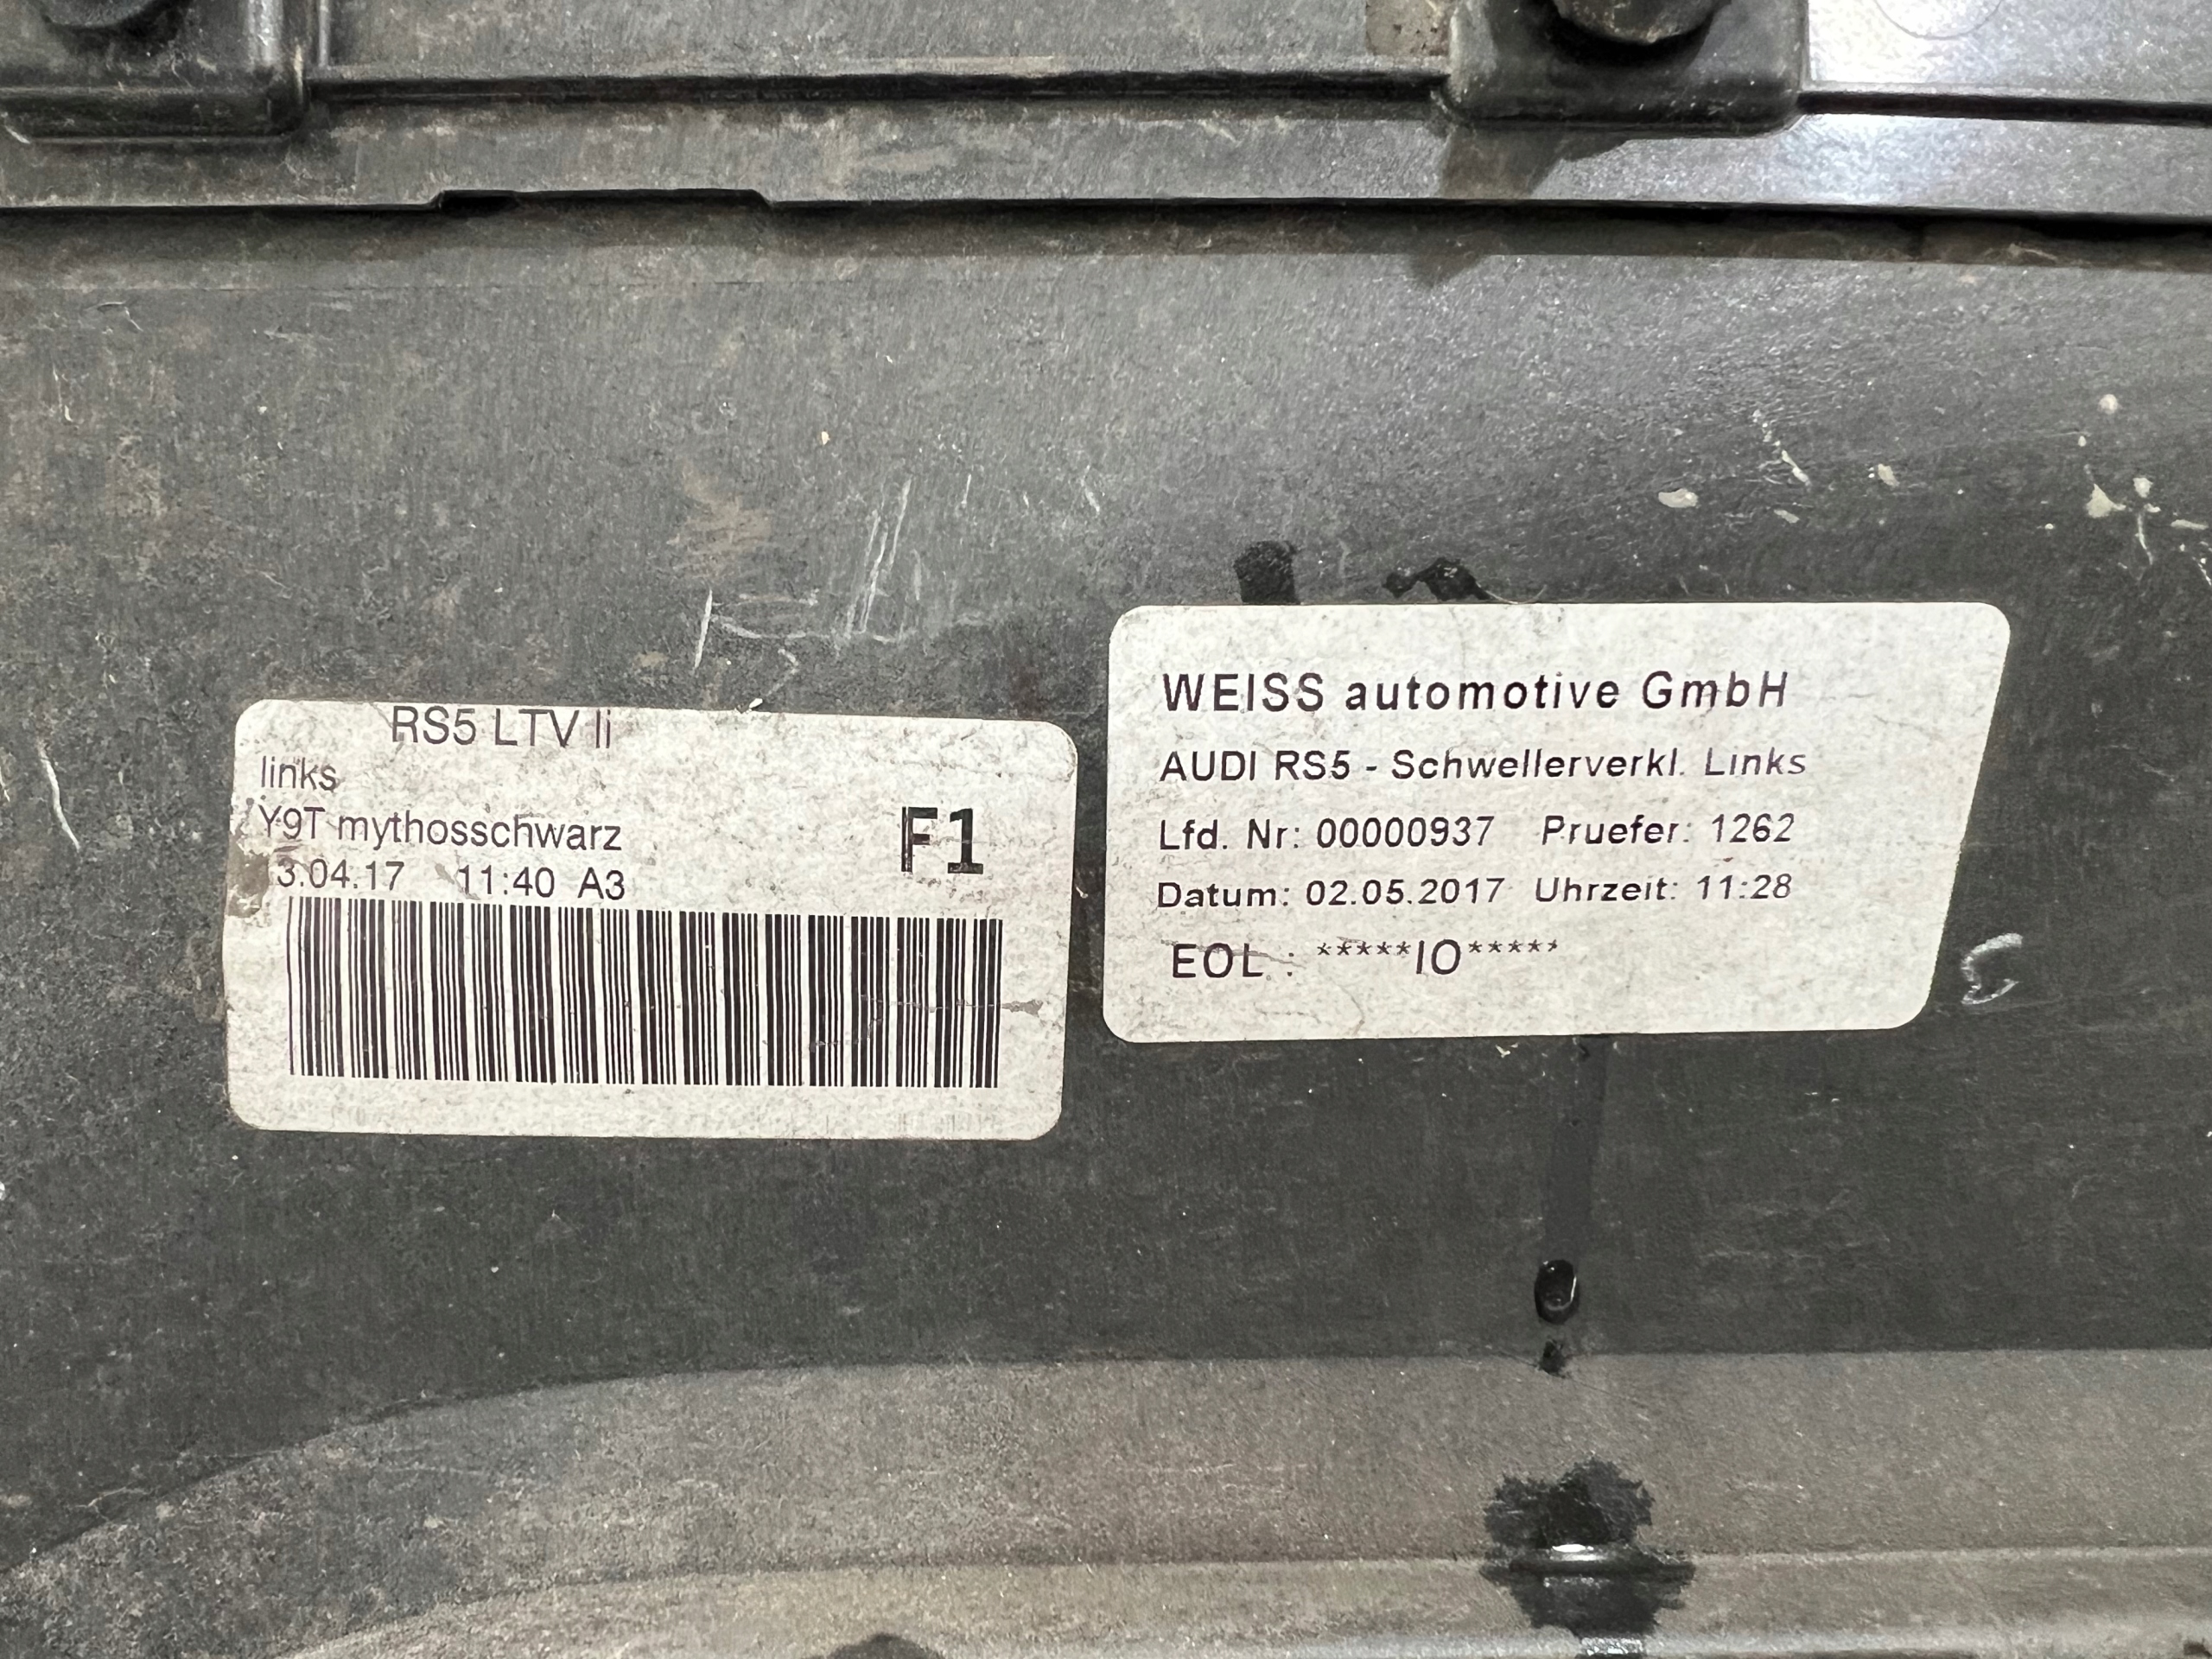 RS5 LTV li
links
Y9T mythosschwarz
3.04.17 11:40 A3
F1
WEISS automotive GmbH
AUDI RS5 - Schwellerverkl. Links
Lfd. Nr: 00000937 Pruefer: 1262
Datum: 02.05.2017 Uhrzeit: 11:28
EOL : *****IO*****